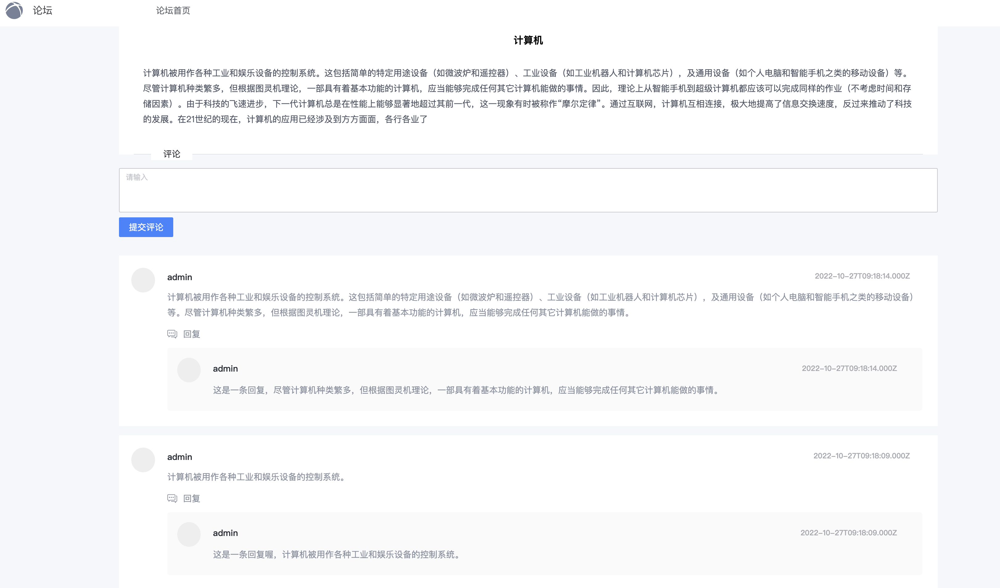 论坛
论坛首页
计算机
计算机被用作各种工业和娱乐设备的控制系统。这包括简单的特定用途设备（如微波炉和遥控器）、工业设备（如工业机器人和计算机芯片），及通用设备（如个人电脑和智能手机之类的移动设备）等。
尽管计算机种类繁多，但根据图灵机理论，一部具有着基本功能的计算机，应当能够完成任何其它计算机能做的事情。因此，理论上从智能手机到超级计算机都应该可以完成同样的作业（不考虑时间和存
储因素）。由于科技的飞速进步，下一代计算机总是在性能上能够显著地超过其前一代，这一现象有时被称作“摩尔定律”。通过互联网，计算机互相连接，极大地提高了信息交换速度，反过来推动了科技
的发展。在21世纪的现在，计算机的应用已经涉及到方方面面，各行各业了
评论
请输入
提交评论
admin
2022-10-27T09:18:14.000Z
计算机被用作各种工业和娱乐设备的控制系统。这包括简单的特定用途设备（如微波炉和遥控器）、工业设备（如工业机器人和计算机芯片），及通用设备（如个人电脑和智能手机之类的移动设备）
等。尽管计算机种类繁多，但根据图灵机理论，一部具有着基本功能的计算机，应当能够完成任何其它计算机能做的事情。
回复
admin
2022-10-27T09:18:14.000Z
这是一条回复，尽管计算机种类繁多，但根据图灵机理论，一部具有着基本功能的计算机，应当能够完成任何其它计算机能做的事情。
admin
2022-10-27T09:18:09.000Z
计算机被用作各种工业和娱乐设备的控制系统。
回复
admin
2022-10-27T09:18:09.000Z
这是一条回复喔，计算机被用作各种工业和娱乐设备的控制系统。